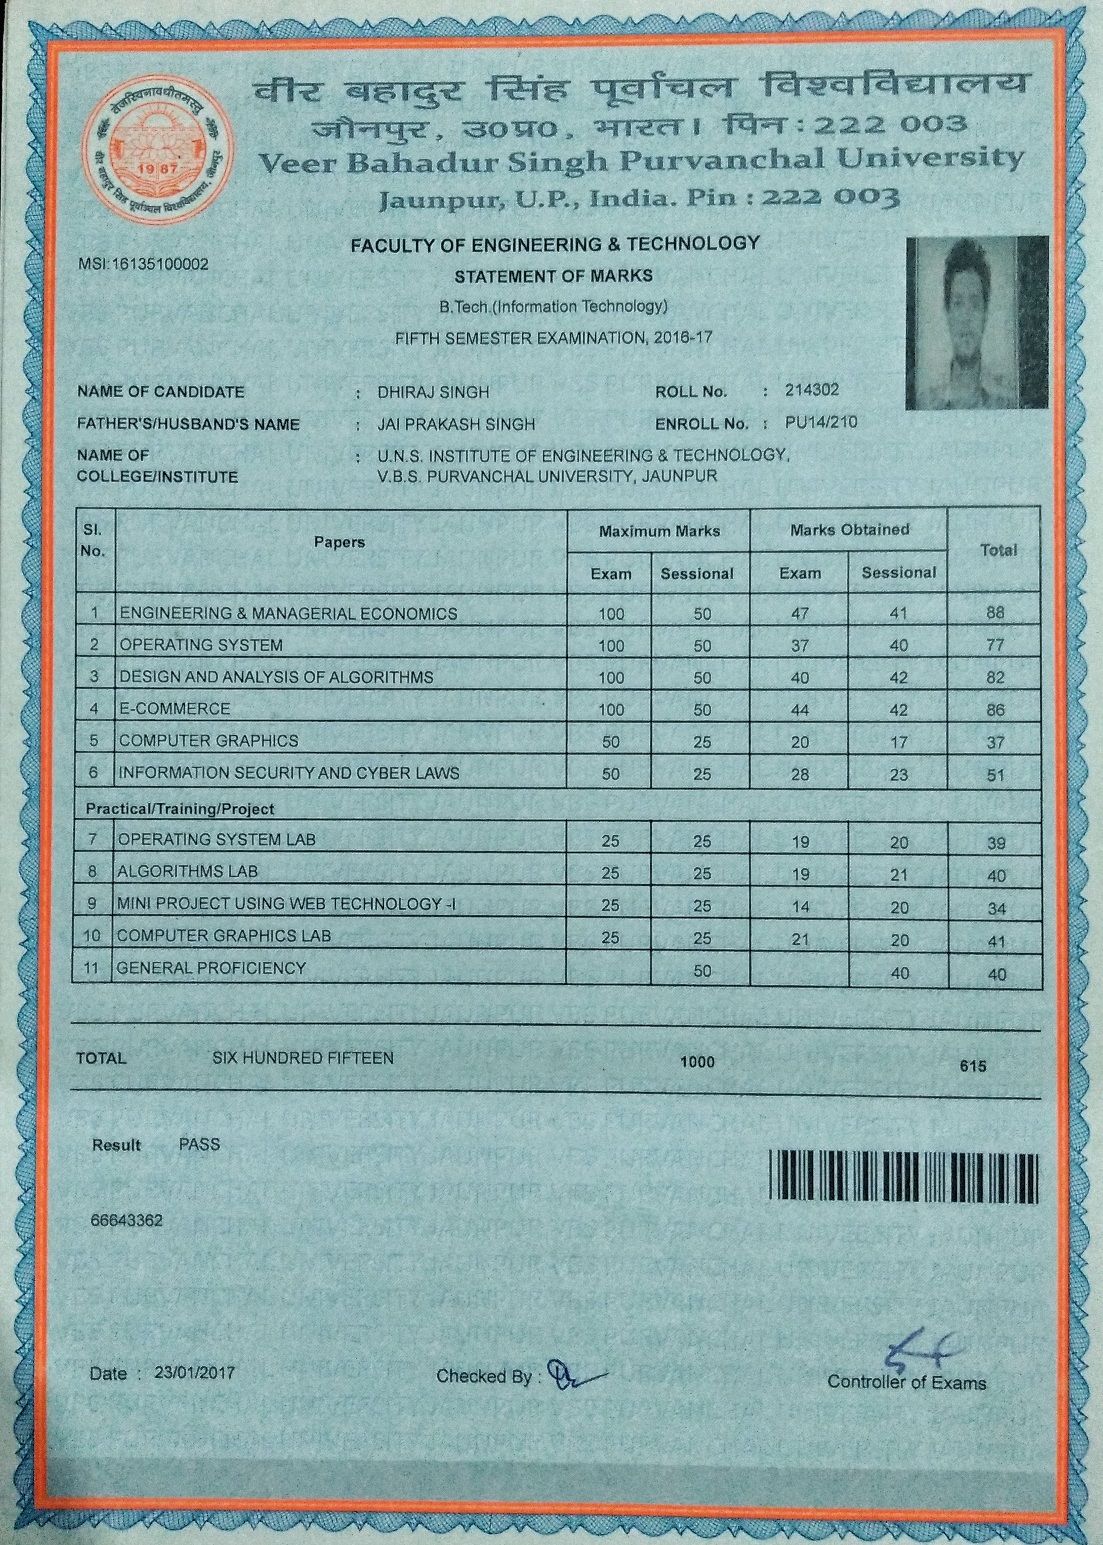 वीर बहादुर सिंह पूर्वांचल विश्वविद्यालय
जौनपुर, उ०प्र०, भारत। पिन : 222 003
Veer Bahadur Singh Purvanchal University
Jaunpur, U.P., India. Pin : 222 003
तेजस्विनावधीतमस्तु
1987
वीर बहादुर सिंह पूर्वाञ्चल विश्वविद्यालय, जौनपुर
FACULTY OF ENGINEERING & TECHNOLOGY
MSI:16135100002
STATEMENT OF MARKS
B.Tech.(Information Technology)
FIFTH SEMESTER EXAMINATION, 2016-17
NAME OF CANDIDATE : DHIRAJ SINGH ROLL No. : 214302
FATHER'S/HUSBAND'S NAME : JAI PRAKASH SINGH ENROLL No. : PU14/210
NAME OF : U.N.S. INSTITUTE OF ENGINEERING & TECHNOLOGY,
COLLEGE/INSTITUTE V.B.S. PURVANCHAL UNIVERSITY, JAUNPUR
Sl. No. Papers Maximum Marks Marks Obtained Total
Exam Sessional Exam Sessional
1 ENGINEERING & MANAGERIAL ECONOMICS 100 50 47 41 88
2 OPERATING SYSTEM 100 50 37 40 77
3 DESIGN AND ANALYSIS OF ALGORITHMS 100 50 40 42 82
4 E-COMMERCE 100 50 44 42 86
5 COMPUTER GRAPHICS 50 25 20 17 37
6 INFORMATION SECURITY AND CYBER LAWS 50 25 28 23 51
Practical/Training/Project
7 OPERATING SYSTEM LAB 25 25 19 20 39
8 ALGORITHMS LAB 25 25 19 21 40
9 MINI PROJECT USING WEB TECHNOLOGY -I 25 25 14 20 34
10 COMPUTER GRAPHICS LAB 25 25 21 20 41
11 GENERAL PROFICIENCY 50 40 40
TOTAL SIX HUNDRED FIFTEEN 1000 615
Result PASS
66643362
Date : 23/01/2017 Checked By : Controller of Exams